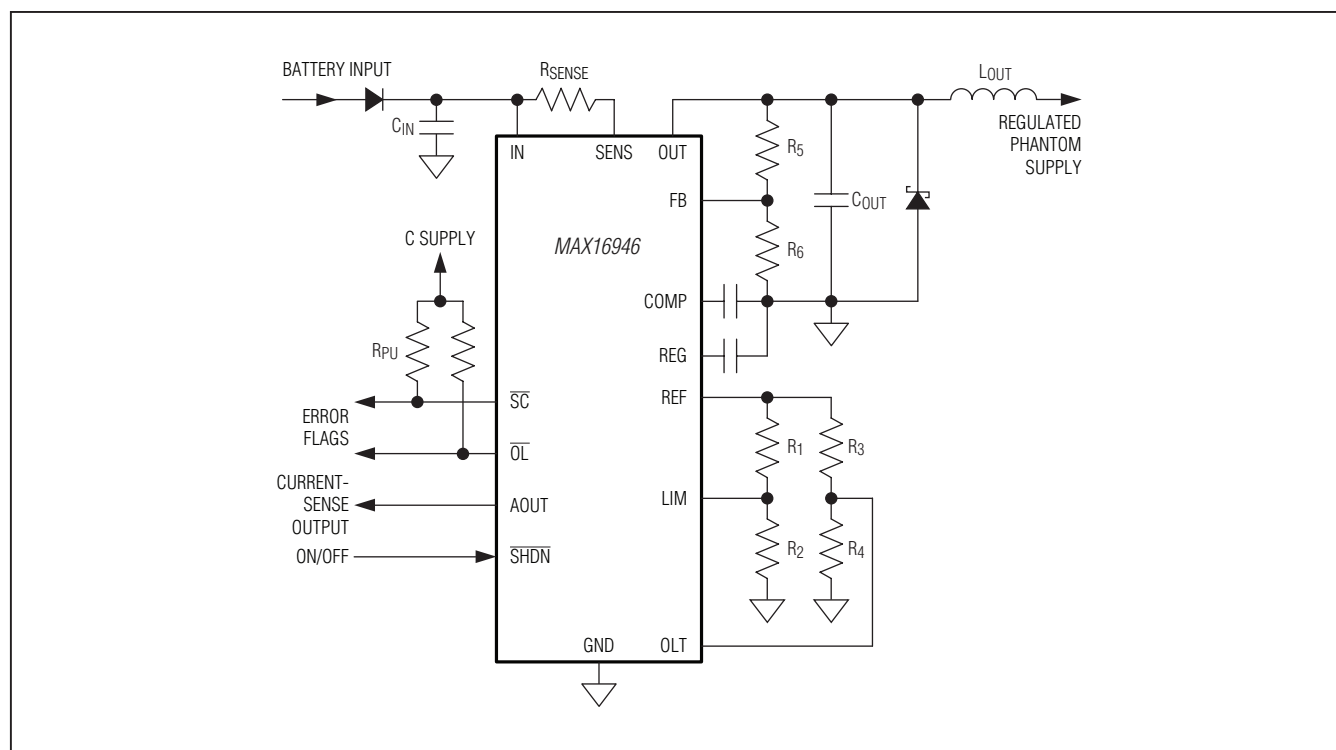 BATTERY INPUT
RSENSE
LOUT
CIN
REGULATED
PHANTOM
SUPPLY
IN
SENS
OUT
R5
FB
COUT
C SUPPLY
MAX16946
R6
COMP
RPU
REG
SC
REF
ERROR
FLAGS
R1
R3
OL
CURRENT-
SENSE
OUTPUT
AOUT
LIM
ON/OFF
SHDN
R2
R4
GND
OLT